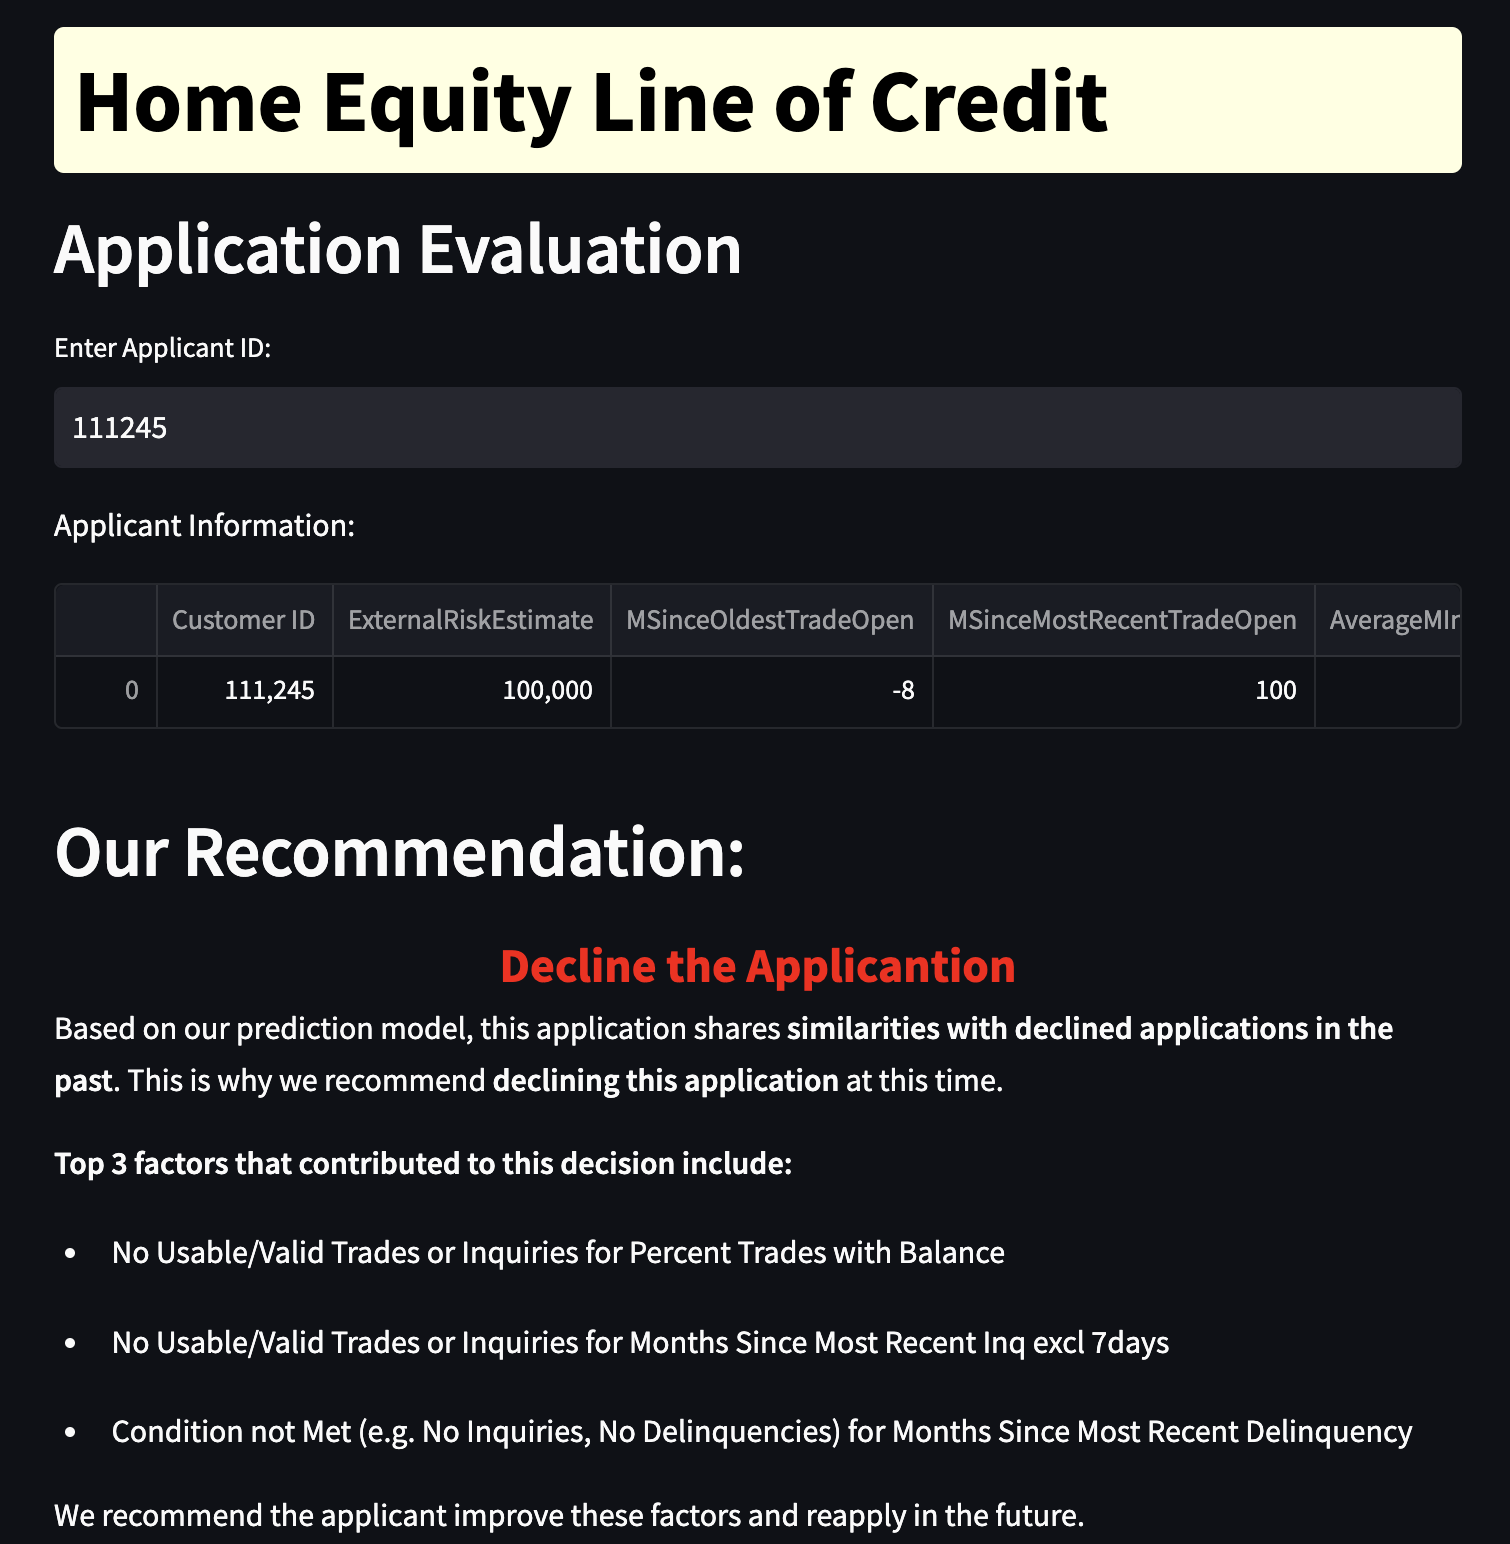 Home Equity Line of Credit
Application Evaluation
Enter Applicant ID:
111245
Applicant Information:
Customer ID ExternalRiskEstimate MSinceOldestTradeOpen MSinceMostRecentTradeOpen AverageMIn
0 111,245 100,000 -8 100
Our Recommendation:
Decline the Applicantion
Based on our prediction model, this application shares similarities with declined applications in the
past. This is why we recommend declining this application at this time.
Top 3 factors that contributed to this decision include:
• No Usable/Valid Trades or Inquiries for Percent Trades with Balance
• No Usable/Valid Trades or Inquiries for Months Since Most Recent Inq excl 7days
• Condition not Met (e.g. No Inquiries, No Delinquencies) for Months Since Most Recent Delinquency
We recommend the applicant improve these factors and reapply in the future.